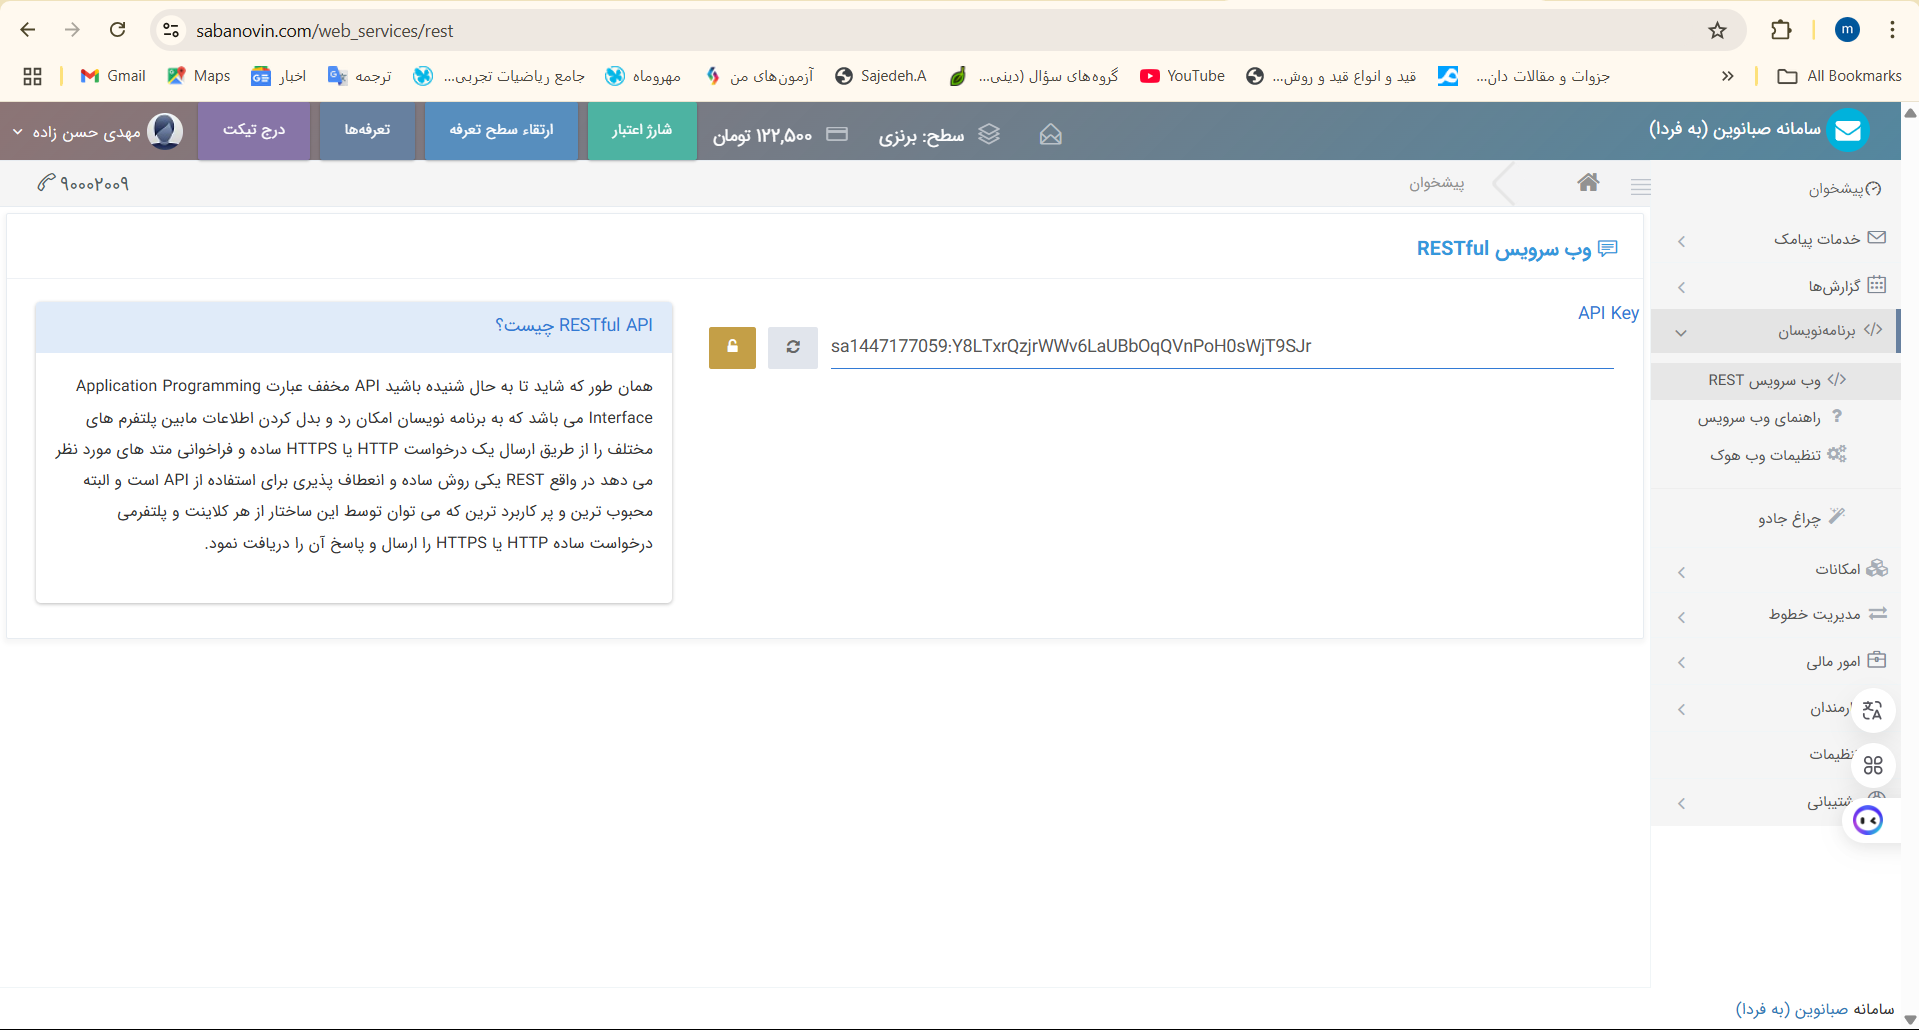 sabanovin.com/web_services/rest
m
Gmail
Maps
اخبار
ترجمه
جامع ریاضیات تجربی...
مهروماه
آزمون‌های من
Sajedeh.A
گروه‌های سؤال (دینی...
YouTube
قید و انواع قید و روش...
جزوات و مقالات دان...
»
All Bookmarks
سامانه صبانوین (به فردا)
سطح: برنزی
۱۲۲,۵۰۰ تومان
شارژ اعتبار
ارتقاء سطح تعرفه
تعرفه‌ها
درج تیکت
مهدی حسن زاده
پیشخوان
۹۰۰۰۲۰۰۹
پیشخوان
خدمات پیامک
گزارش‌ها
برنامه‌نویسان
وب سرویس REST
راهنمای وب سرویس
تنظیمات وب هوک
چراغ جادو
امکانات
مدیریت خطوط
امور مالی
ارمندان
نظیمات
شتیبانی
وب سرویس RESTful
API Key
sa1447177059:Y8LTxrQzjrWWv6LaUBbOqQVnPoH0sWjT9SJr
RESTful API چیست؟
همان طور که شاید تا به حال شنیده باشید API مخفف عبارت Application Programming
Interface می باشد که به برنامه نویسان امکان رد و بدل کردن اطلاعات مابین پلتفرم های
مختلف را از طریق ارسال یک درخواست HTTP یا HTTPS ساده و فراخوانی متد های مورد نظر
می دهد در واقع REST یکی روش ساده و انعطاف پذیری برای استفاده از API است و البته
محبوب ترین و پر کاربرد ترین که می توان توسط این ساختار از هر کلاینت و پلتفرمی
درخواست ساده HTTP یا HTTPS را ارسال و پاسخ آن را دریافت نمود.
سامانه صبانوین (به فردا)